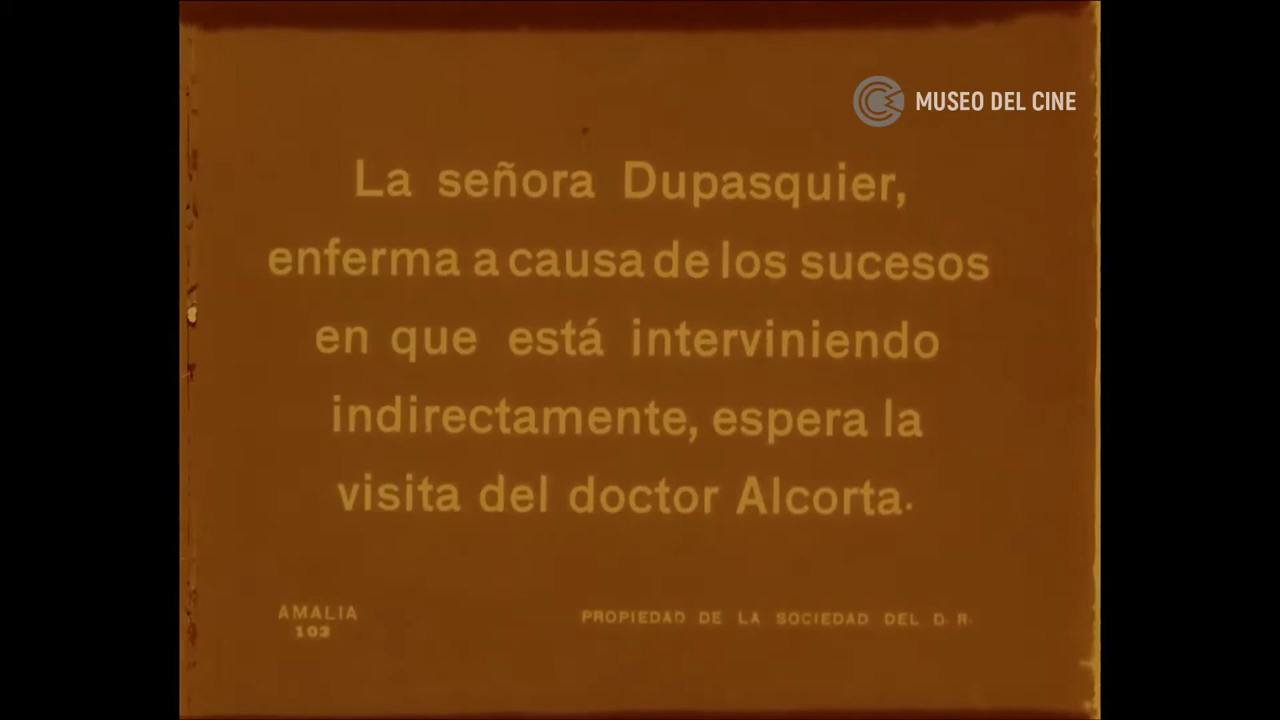 MUSEO DEL CINE
La señora Dupasquier,
enferma a causa de los sucesos
en que está interviniendo
indirectamente, espera la
visita del doctor Alcorta.
AMALIA
103
PROPIEDAD DE LA SOCIEDAD DEL D. R.